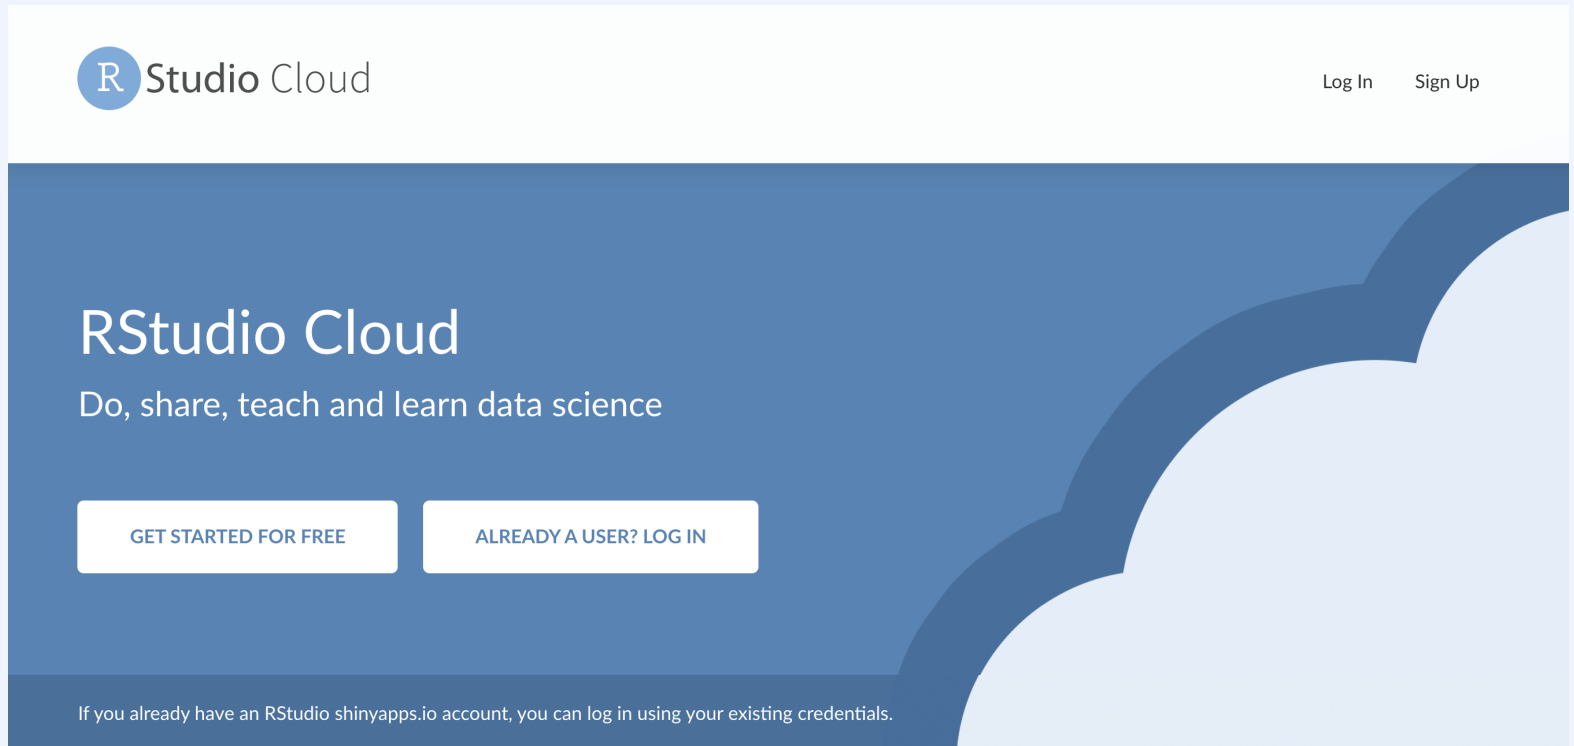 RStudio Cloud
Log In Sign Up
RStudio Cloud
Do, share, teach and learn data science
GET STARTED FOR FREE
ALREADY A USER? LOG IN
If you already have an RStudio shinyapps.io account, you can log in using your existing credentials.